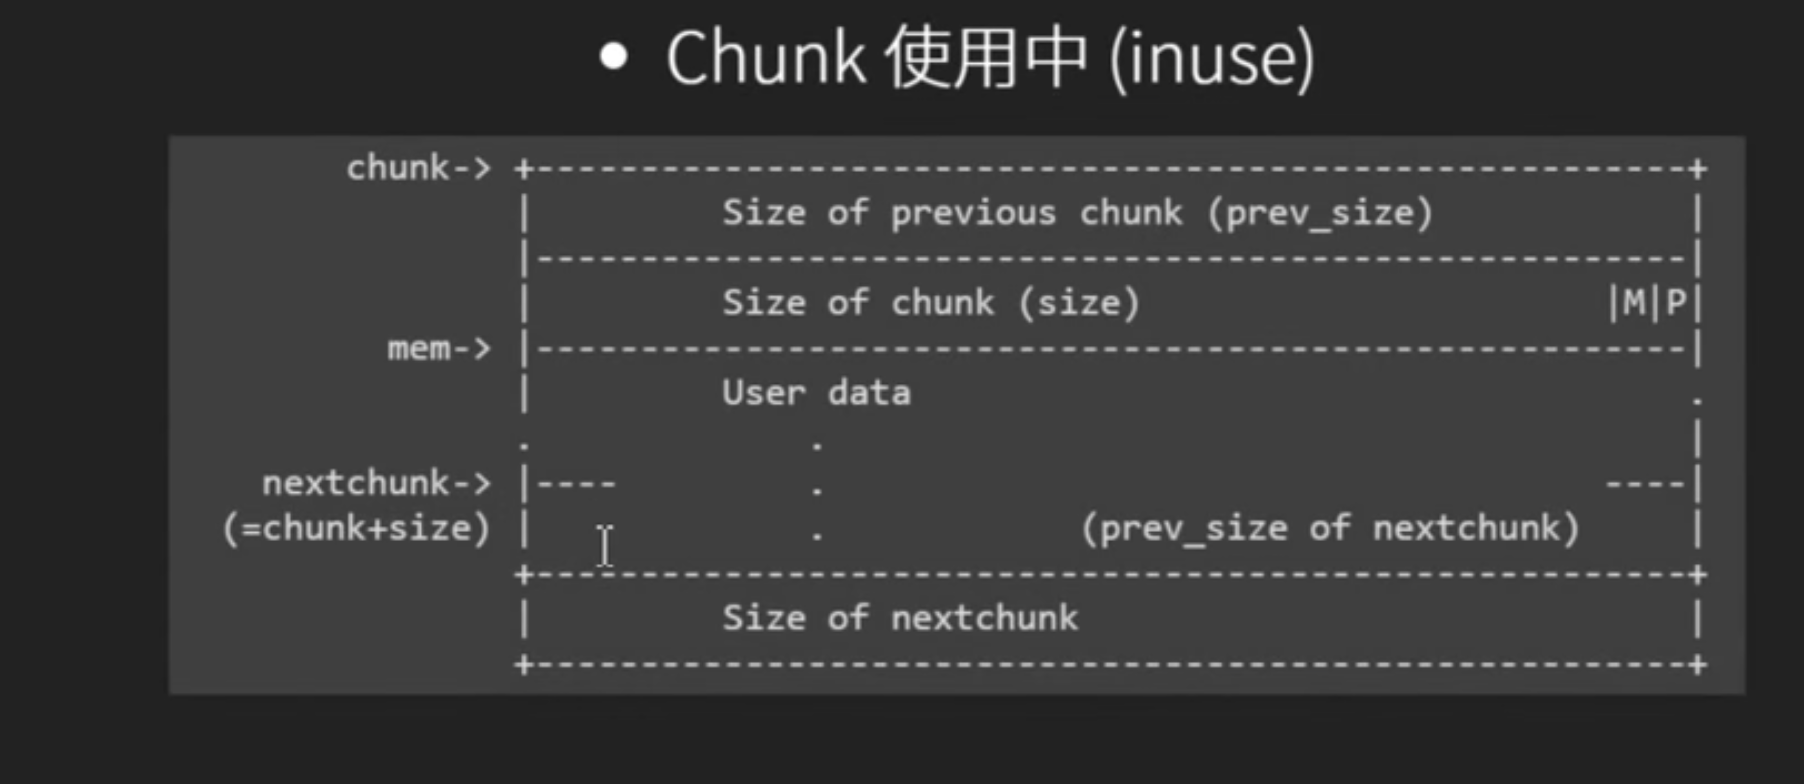 • Chunk 使用中 (inuse)
chunk-> +--------------------------------------------------------+
| Size of previous chunk (prev_size) |
|--------------------------------------------------------|
| Size of chunk (size) |M|P|
mem-> |--------------------------------------------------------|
| User data .
. . |
nextchunk-> |---- . ----|
(=chunk+size) | . (prev_size of nextchunk) |
+--------------------------------------------------------+
| Size of nextchunk |
+--------------------------------------------------------+